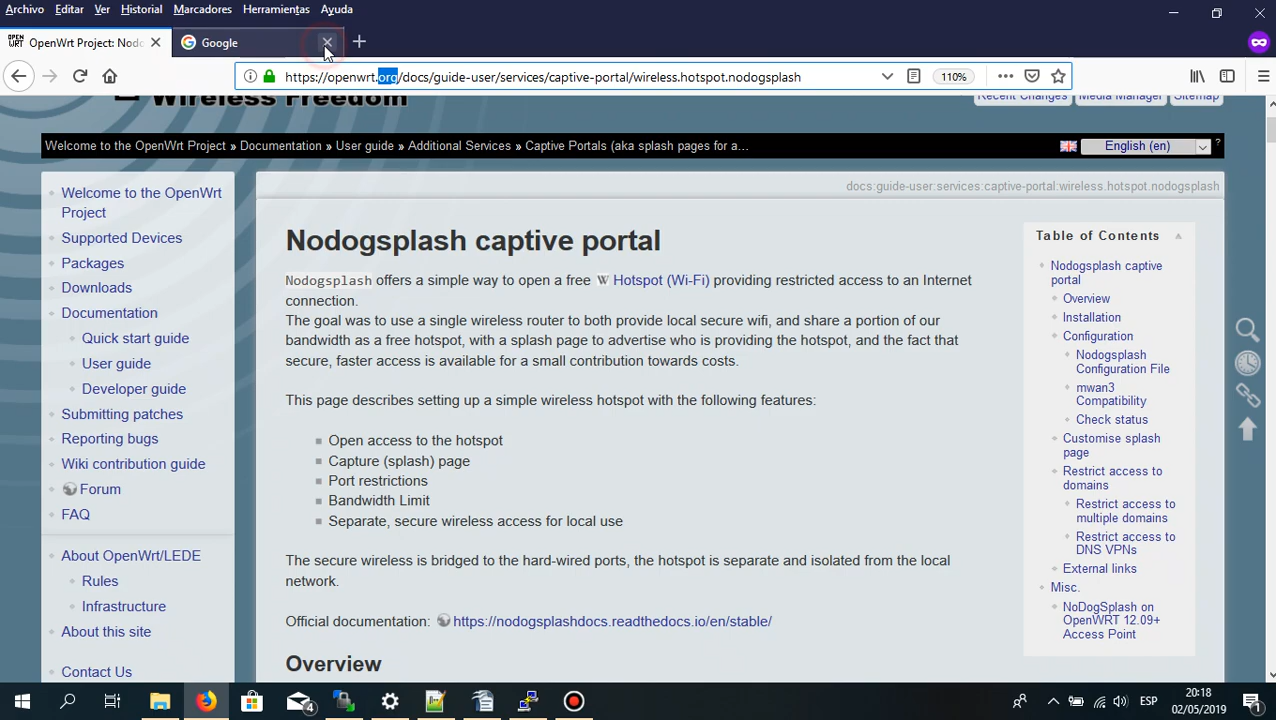 Archivo Editar Ver Historial Marcadores Herramientas Ayuda
OpenWrt Project: Nodo
Google
https://openwrt.org/docs/guide-user/services/captive-portal/wireless.hotspot.nodogsplash
110%
Wireless Freedom
Recent Changes Media Manager Sitemap
Welcome to the OpenWrt Project » Documentation » User guide » Additional Services » Captive Portals (aka splash pages for a...
English (en)
?
docs:guide-user:services:captive-portal:wireless.hotspot.nodogsplash
Welcome to the OpenWrt
Project
Supported Devices
Packages
Downloads
Documentation
Quick start guide
User guide
Developer guide
Submitting patches
Reporting bugs
Wiki contribution guide
Forum
FAQ
About OpenWrt/LEDE
Rules
Infrastructure
About this site
Contact Us
Nodogsplash captive portal
Nodogsplash offers a simple way to open a free W Hotspot (Wi-Fi) providing restricted access to an Internet
connection.
The goal was to use a single wireless router to both provide local secure wifi, and share a portion of our
bandwidth as a free hotspot, with a splash page to advertise who is providing the hotspot, and the fact that
secure, faster access is available for a small contribution towards costs.
This page describes setting up a simple wireless hotspot with the following features:
Open access to the hotspot
Capture (splash) page
Port restrictions
Bandwidth Limit
Separate, secure wireless access for local use
The secure wireless is bridged to the hard-wired ports, the hotspot is separate and isolated from the local
network.
Official documentation: https://nodogsplashdocs.readthedocs.io/en/stable/
Overview
Table of Contents
Nodogsplash captive
portal
Overview
Installation
Configuration
Nodogsplash
Configuration File
mwan3
Compatibility
Check status
Customise splash
page
Restrict access to
domains
Restrict access to
multiple domains
Restrict access to
DNS VPNs
External links
Misc.
NoDogSplash on
OpenWRT 12.09+
Access Point
4
ESP
20:18
02/05/2019
1